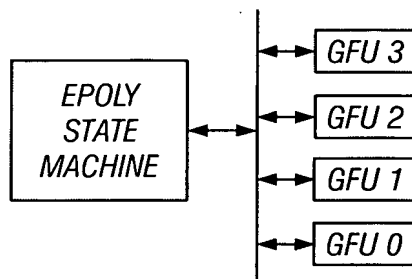 EPOLY
STATE
MACHINE
GFU 3
GFU 2
GFU 1
GFU 0